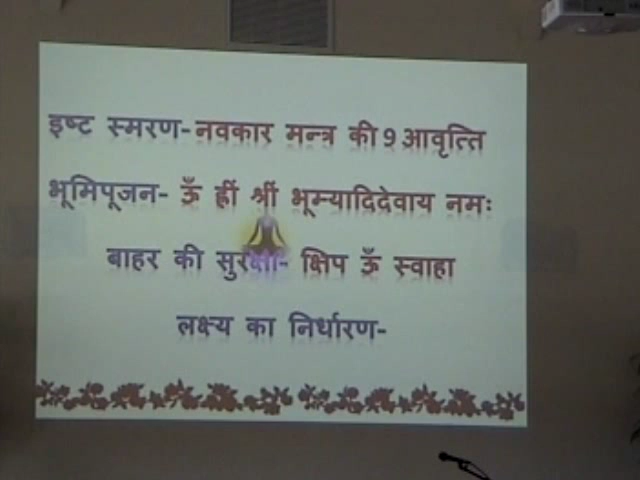 इष्ट स्मरण- नवकार मन्त्र की 9 आवृत्ति
भूमिपूजन- ऊँ ह्रीं श्रीं भूम्यादिदेवाय नमः
बाहर की सुरक्षा- क्षिप ऊँ स्वाहा
लक्ष्य का निर्धारण-